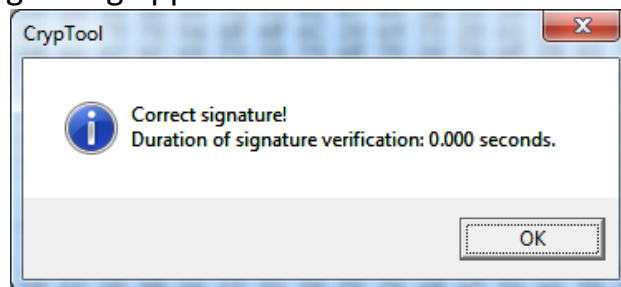 CrypTool
Correct signature!
Duration of signature verification: 0.000 seconds.
OK